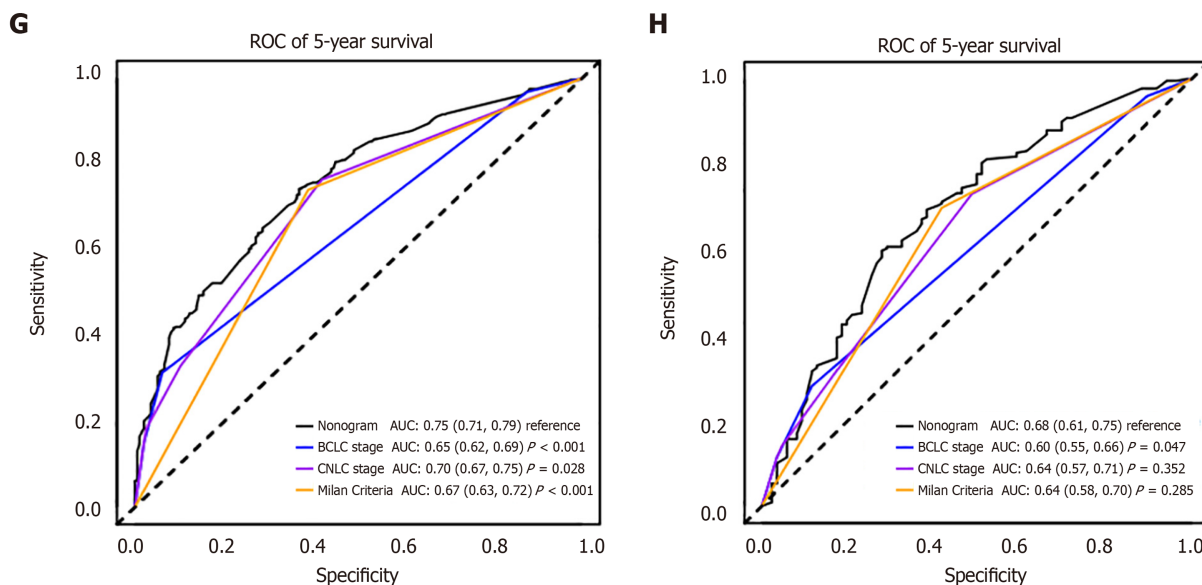 G
ROC of 5-year survival
1.0
0.8
0.6
0.4
0.2
0.0
Sensitivity
Nonogram AUC: 0.75 (0.71, 0.79) reference
BCLC stage AUC: 0.65 (0.62, 0.69) P < 0.001
CNLC stage AUC: 0.70 (0.67, 0.75) P = 0.028
Milan Criteria AUC: 0.67 (0.63, 0.72) P < 0.001
0.0 0.2 0.4 0.6 0.8 1.0
Specificity
H
ROC of 5-year survival
1.0
0.8
0.6
0.4
0.2
0.0
Sensitivity
Nonogram AUC: 0.68 (0.61, 0.75) reference
BCLC stage AUC: 0.60 (0.55, 0.66) P = 0.047
CNLC stage AUC: 0.64 (0.57, 0.71) P = 0.352
Milan Criteria AUC: 0.64 (0.58, 0.70) P = 0.285
0.0 0.2 0.4 0.6 0.8 1.0
Specificity